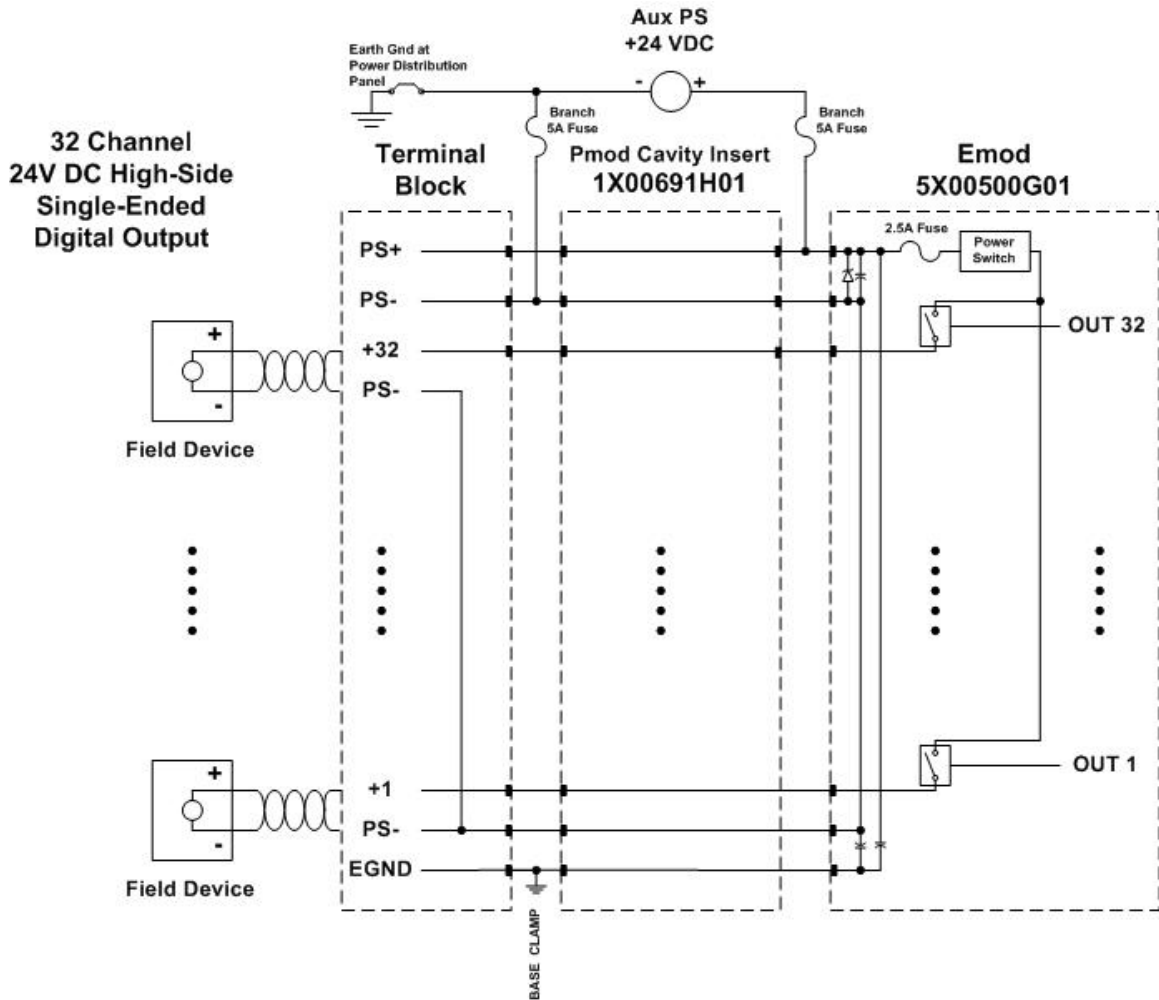 Aux PS
+24 VDC
Earth Gnd at
Power Distribution
Panel
-
+
Branch
5A Fuse
Branch
5A Fuse
32 Channel
24V DC High-Side
Single-Ended
Digital Output
Terminal
Block
Pmod Cavity Insert
1X00691H01
Emod
5X00500G01
PS+
2.5A Fuse
Power
Switch
PS-
OUT 32
+
+32
PS-
-
Field Device
+
OUT 1
+1
PS-
-
EGND
Field Device
BASE CLAMP